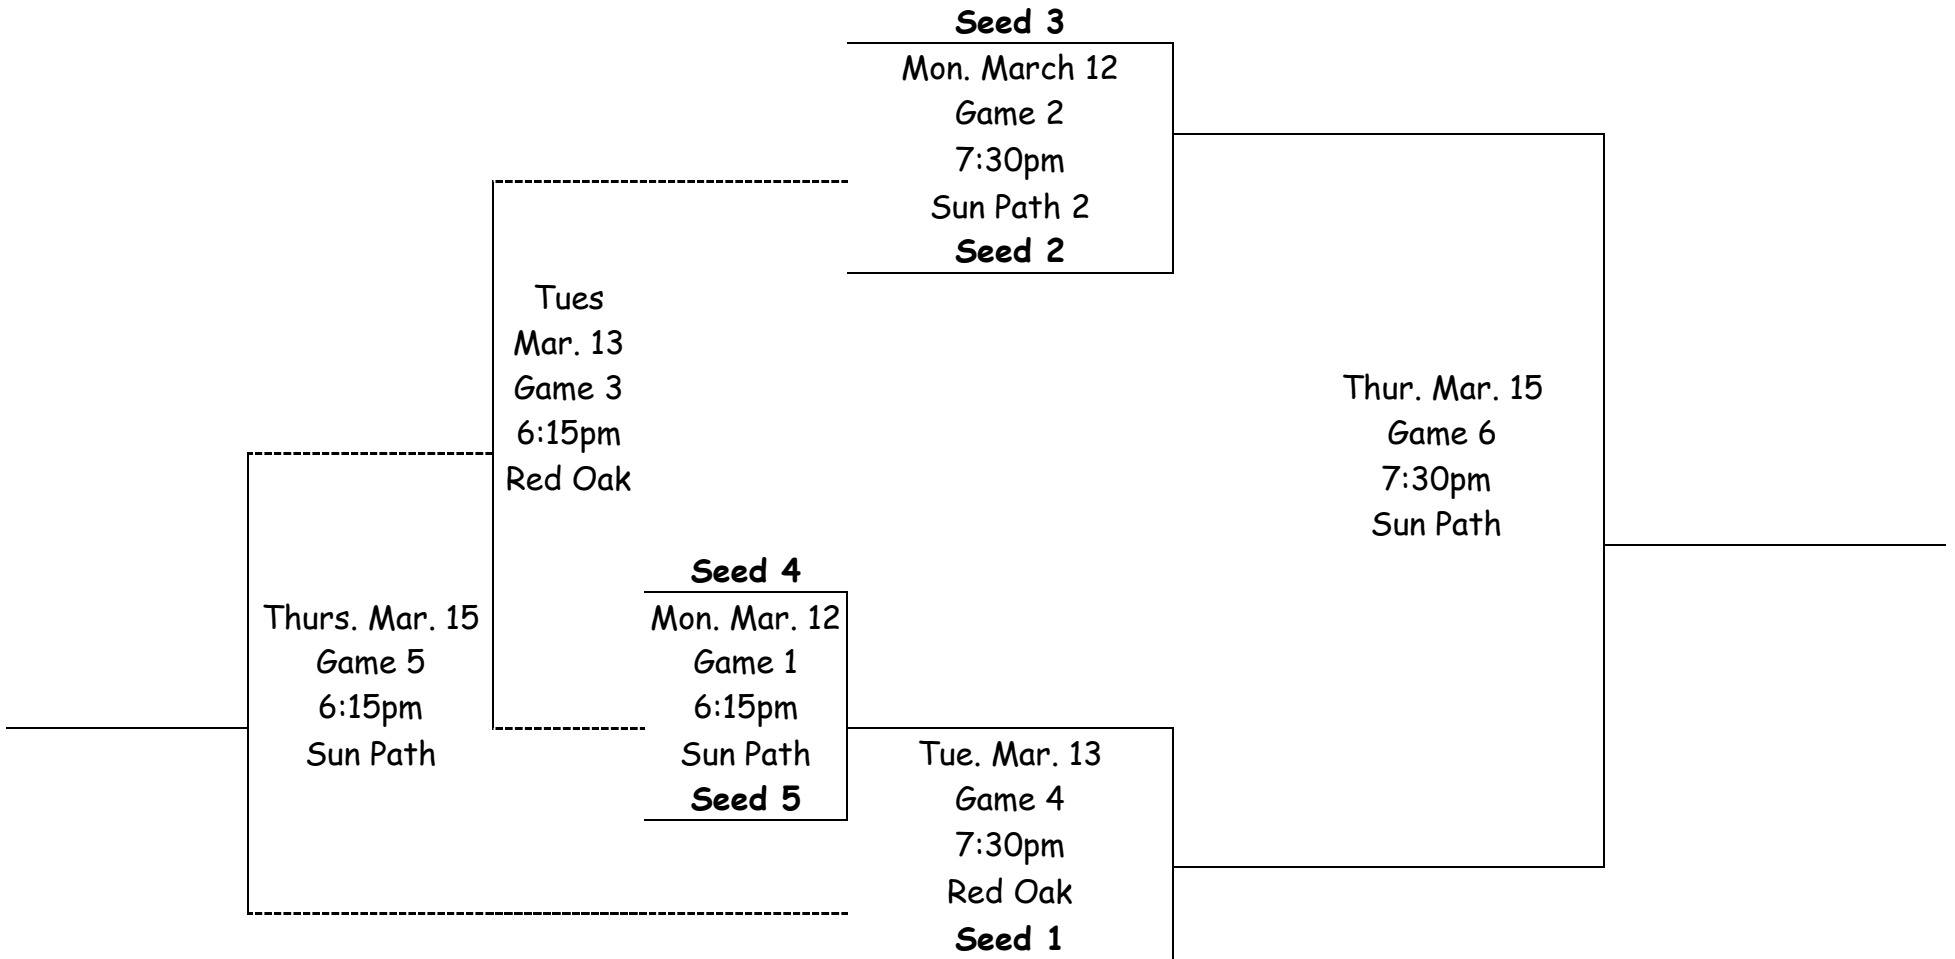 Seed 3
Mon. March 12
Game 2
7:30pm
Sun Path 2
Seed 2
Tues
Mar. 13
Game 3
6:15pm
Red Oak
Thur. Mar. 15
Game 6
7:30pm
Sun Path
Seed 4
Mon. Mar. 12
Game 1
6:15pm
Sun Path
Seed 5
Thurs. Mar. 15
Game 5
6:15pm
Sun Path
Tue. Mar. 13
Game 4
7:30pm
Red Oak
Seed 1